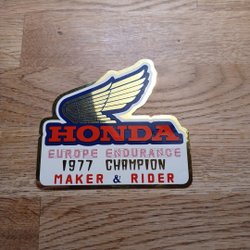 HONDA
EUROPE ENDURANCE
1977 CHAMPION
MAKER & RIDER